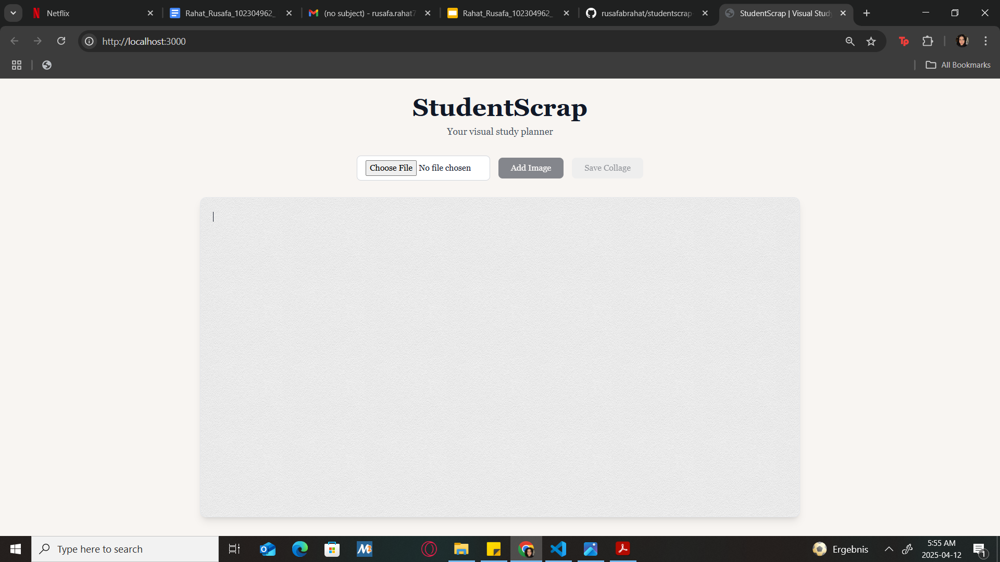 Netflix
Rahat_Rusafa_102304962_
(no subject) - rusafa.rahat7
Rahat_Rusafa_102304962_
rusafabrahat/studentscrap-
StudentScrap | Visual Study
http://localhost:3000
Tp
All Bookmarks
StudentScrap
Your visual study planner
Choose File No file chosen
Add Image
Save Collage
Type here to search
Ergebnis
5:55 AM
2025-04-12
1